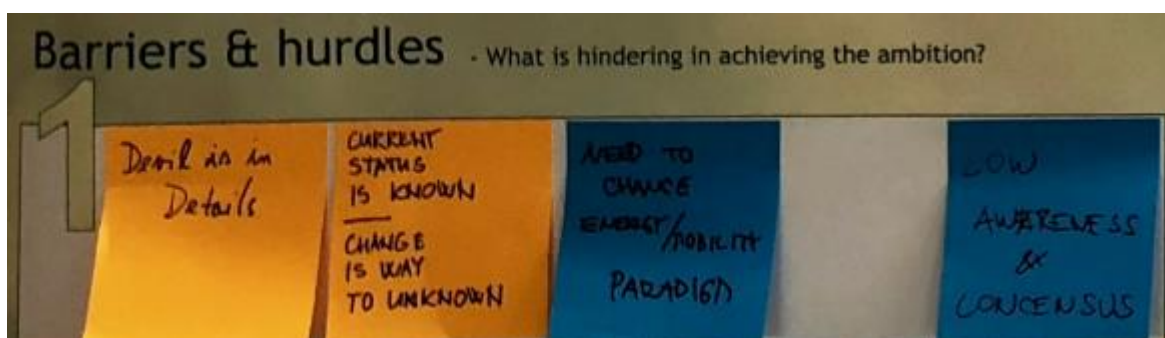 Barriers & hurdles - What is hindering in achieving the ambition?
1
Devil is in
Details
CURRENT
STATUS
IS KNOWN
CHANGE
IS WAY
TO UNKNOWN
NEED TO
CHANGE
ENERGY/MOBILITY
PARADIGM
LOW
AWARENESS
&
CONCENSUS